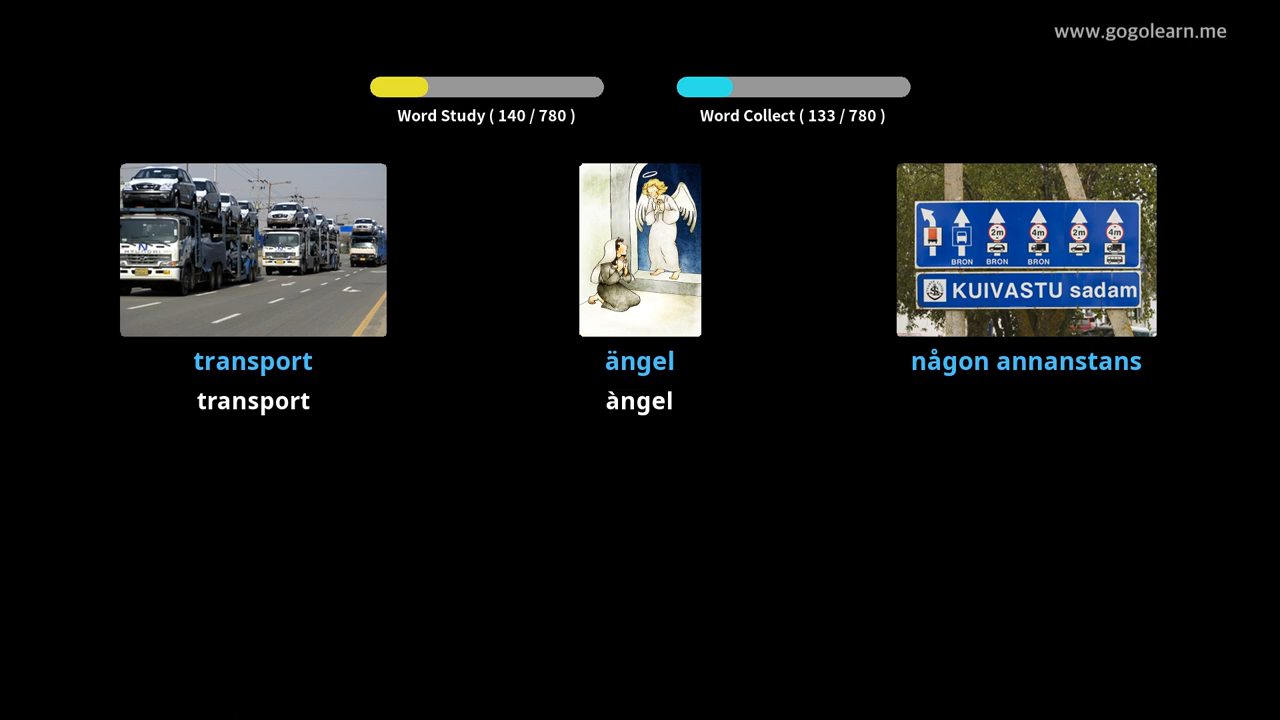 www.gogolearn.me
Word Study ( 140 / 780 )
Word Collect ( 133 / 780 )
2m 4m 2m 4m
BRON BRON BRON
KUIVASTU sadam
transport
ängel
någon annanstans
transport
àngel